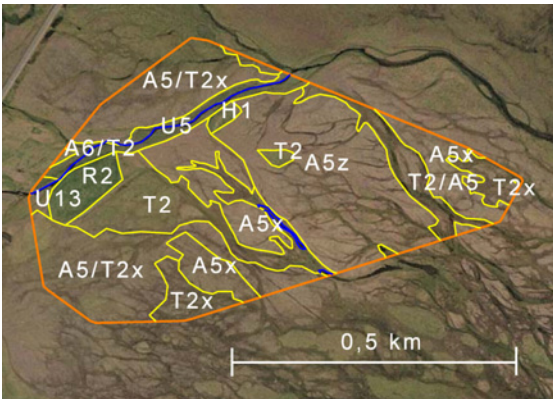 A5/T2x
H1
U5
A6/T2
T2
A5x
R2
A5z
T2/A5
T2x
U13
T2
A5x
A5/T2x
A5x
T2x
0,5 km